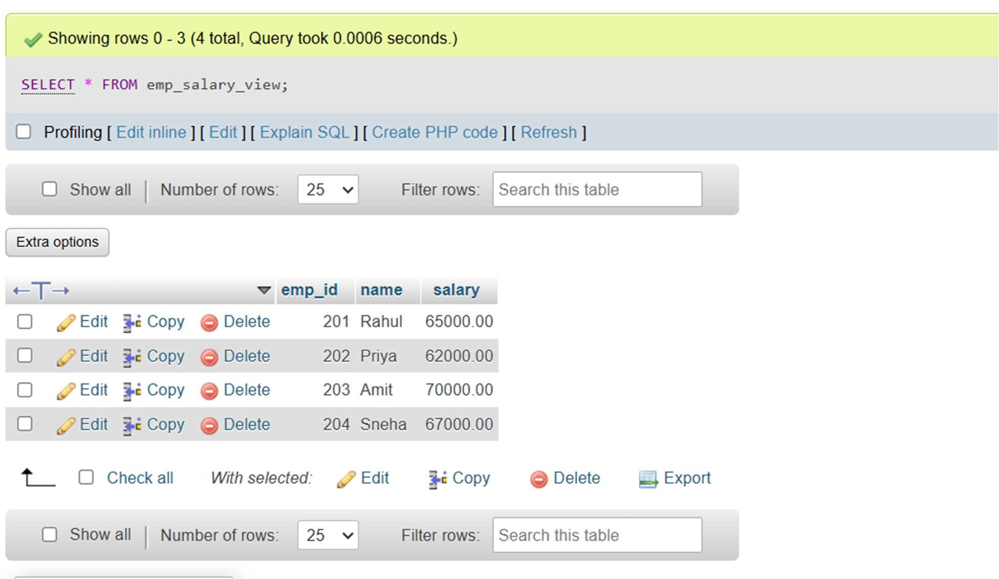 Showing rows 0 - 3 (4 total, Query took 0.0006 seconds.)
SELECT * FROM emp_salary_view;
Profiling [ Edit inline ] [ Edit ] [ Explain SQL ] [ Create PHP code ] [ Refresh ]
Show all | Number of rows: 25 Filter rows: Search this table
Extra options
emp_id name salary
Edit Copy Delete 201 Rahul 65000.00
Edit Copy Delete 202 Priya 62000.00
Edit Copy Delete 203 Amit 70000.00
Edit Copy Delete 204 Sneha 67000.00
Check all With selected: Edit Copy Delete Export
Show all | Number of rows: 25 Filter rows: Search this table